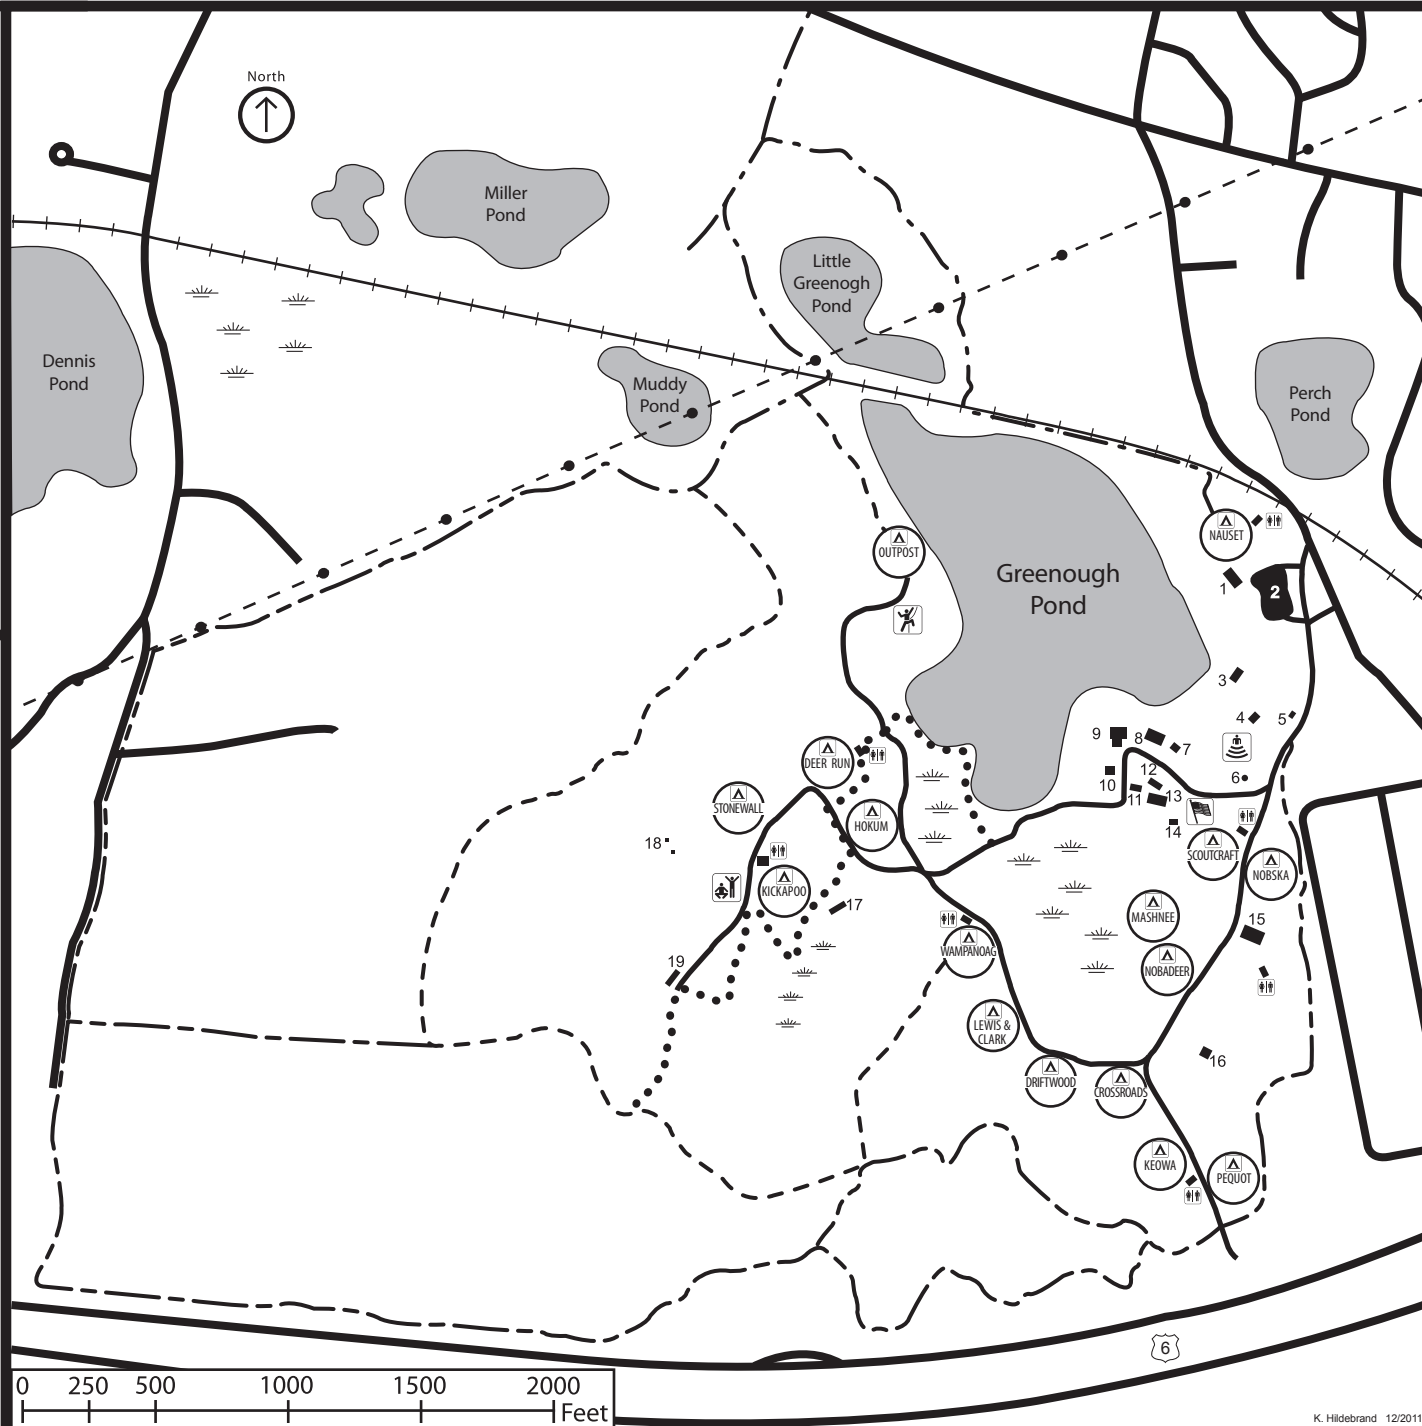 North
Miller
Pond
Little
Greenogh
Pond
Dennis
Pond
Muddy
Pond
Perch
Pond
NAUSET
OUTPOST
Greenough
Pond
1
2
3
4
5
9
8
7
DEER RUN
10
12
6
11
13
STONEWALL
14
HOKUM
18
SCOUTCRAFT
NOBSKA
KICKAPOO
17
MASHNEE
15
WAMPANOAG
19
NOBADEER
LEWIS &
CLARK
16
DRIFTWOOD
CROSSROADS
KEOWA
PEQUOT
6
0 250 500 1000 1500 2000
Feet
K. Hildebrand 12/2011